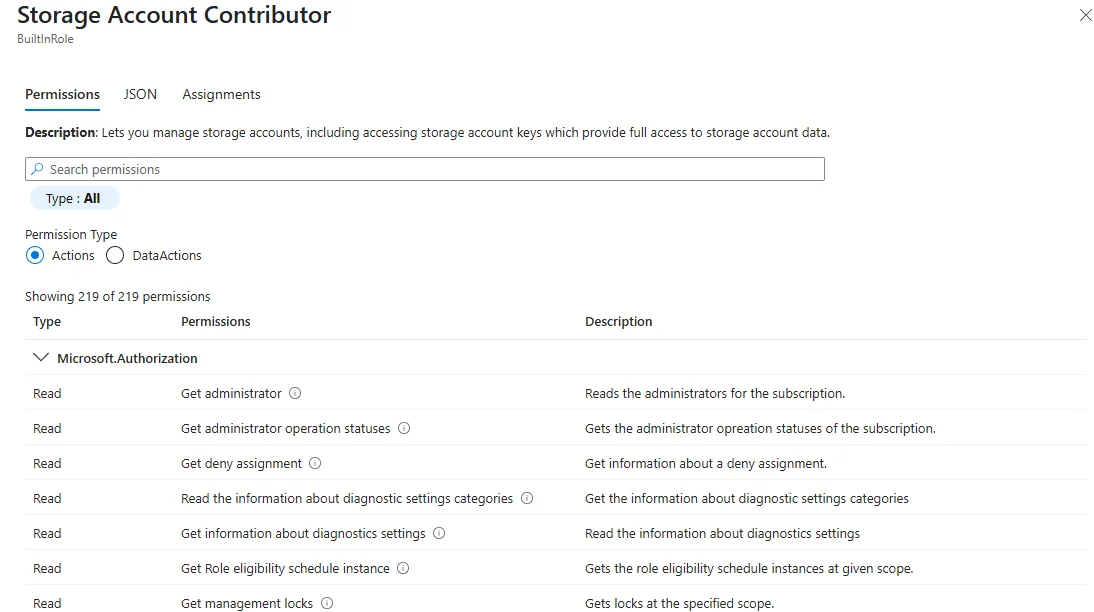 Storage Account Contributor
BuiltInRole
Permissions JSON Assignments
Description: Lets you manage storage accounts, including accessing storage account keys which provide full access to storage account data.
Search permissions
Type : All
Permission Type
Actions DataActions
Showing 219 of 219 permissions
Type Permissions Description
Microsoft.Authorization
Read Get administrator Reads the administrators for the subscription.
Read Get administrator operation statuses Gets the administrator opreation statuses of the subscription.
Read Get deny assignment Get information about a deny assignment.
Read Read the information about diagnostic settings categories Get the information about diagnostic settings categories
Read Get information about diagnostics settings Read the information about diagnostics settings
Read Get Role eligibility schedule instance Gets the role eligibility schedule instances at given scope.
Read Get management locks Gets locks at the specified scope.